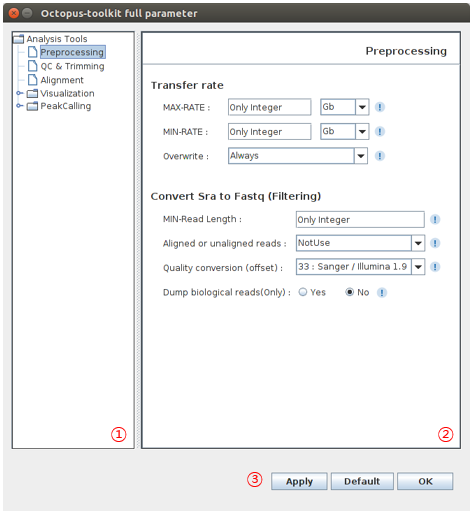 Octopus-toolkit full parameter
Analysis Tools
Preprocessing
QC & Trimming
Alignment
Visualization
PeakCalling
①
Preprocessing
Transfer rate
MAX-RATE : Only Integer Gb !
MIN-RATE : Only Integer Gb !
Overwrite : Always !
Convert Sra to Fastq (Filtering)
MIN-Read Length : Only Integer !
Aligned or unaligned reads : NotUse !
Quality conversion (offset) : 33 : Sanger / Illumina 1.9 !
Dump biological reads(Only) : Yes No !
②
③ Apply Default OK